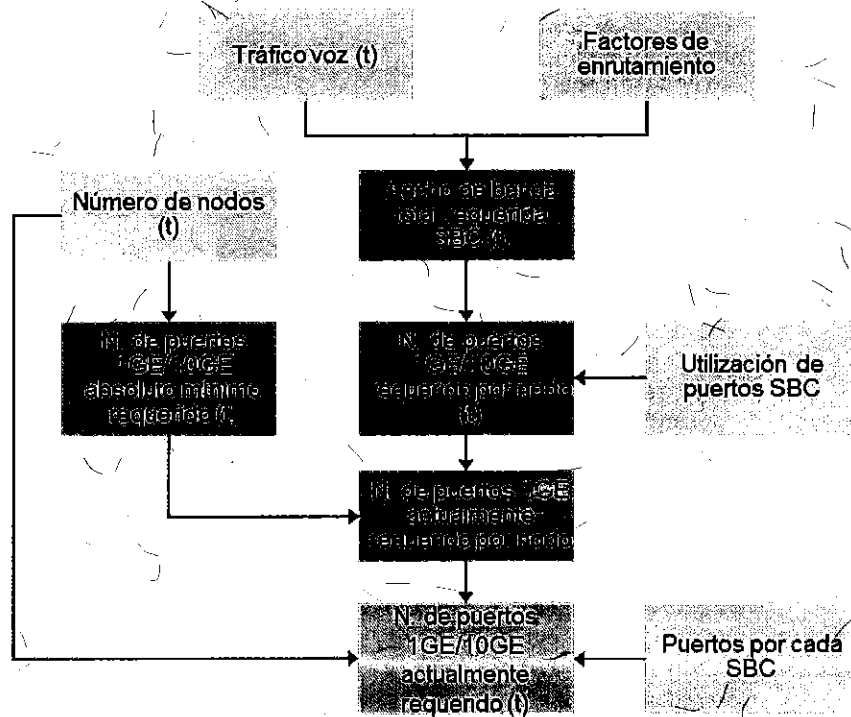 Tráfico voz (t)
Factores de
enrutamiento
Número de nodos
(t)
Ancho de banda
total requerida
SBC (t)
N. de puertos
1GE/10GE
absoluto mínimo
requerido (t)
N. de puertos
1GE/10GE
requerido por
(t)
Utilización de
puertos SBC
N. de puertos 1GE
actualmente
requerido por nodo
N. de puertos
1GE/10GE
actualmente
requerido (t)
Puertos por cada
SBC